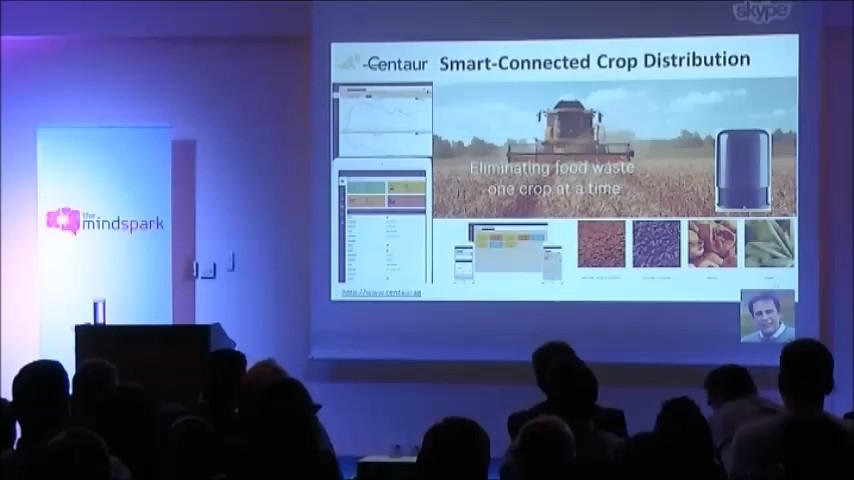 skype
-Centaur Smart-Connected Crop Distribution
Eliminating food waste
one crop at a time
the
mindspark
http://www.centaur.ag